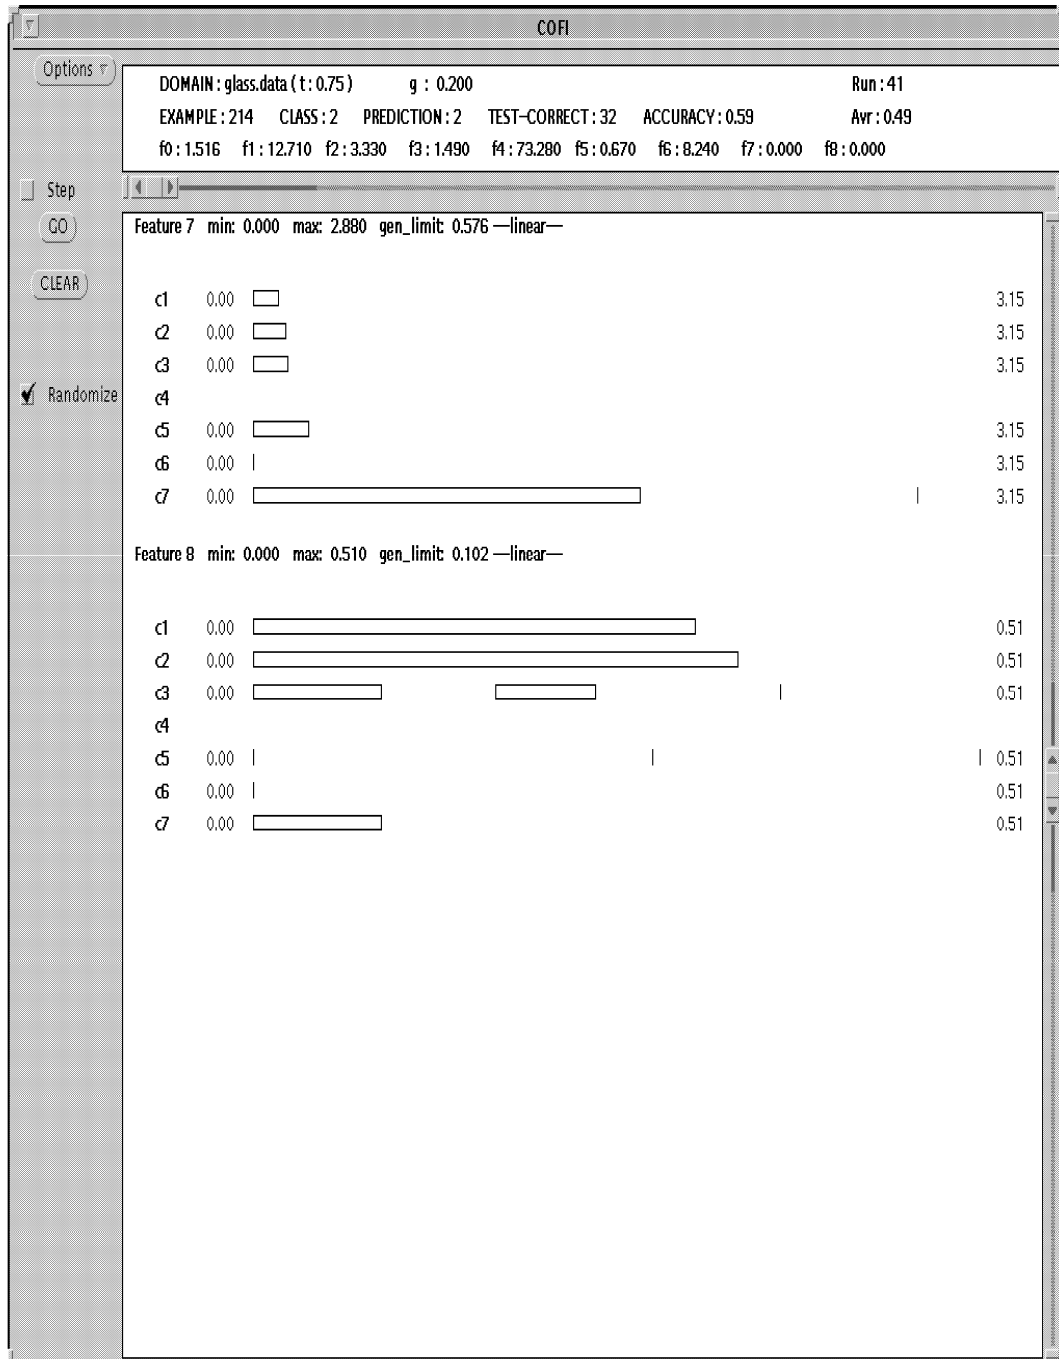 COFI
Options
DOMAIN : glass.data ( t : 0.75 ) g : 0.200 Run : 41
EXAMPLE : 214 CLASS : 2 PREDICTION : 2 TEST-CORRECT : 32 ACCURACY : 0.59 Avr : 0.49
f0 : 1.516 f1 : 12.710 f2 : 3.330 f3 : 1.490 f4 : 73.280 f5 : 0.670 f6 : 8.240 f7 : 0.000 f8 : 0.000
Step
GO
CLEAR
Randomize
Feature 7 min: 0.000 max: 2.880 gen_limit: 0.576 —linear—
c1 0.00 3.15
c2 0.00 3.15
c3 0.00 3.15
c4
c5 0.00 3.15
c6 0.00 3.15
c7 0.00 3.15
Feature 8 min: 0.000 max: 0.510 gen_limit: 0.102 —linear—
c1 0.00 0.51
c2 0.00 0.51
c3 0.00 0.51
c4
c5 0.00 0.51
c6 0.00 0.51
c7 0.00 0.51